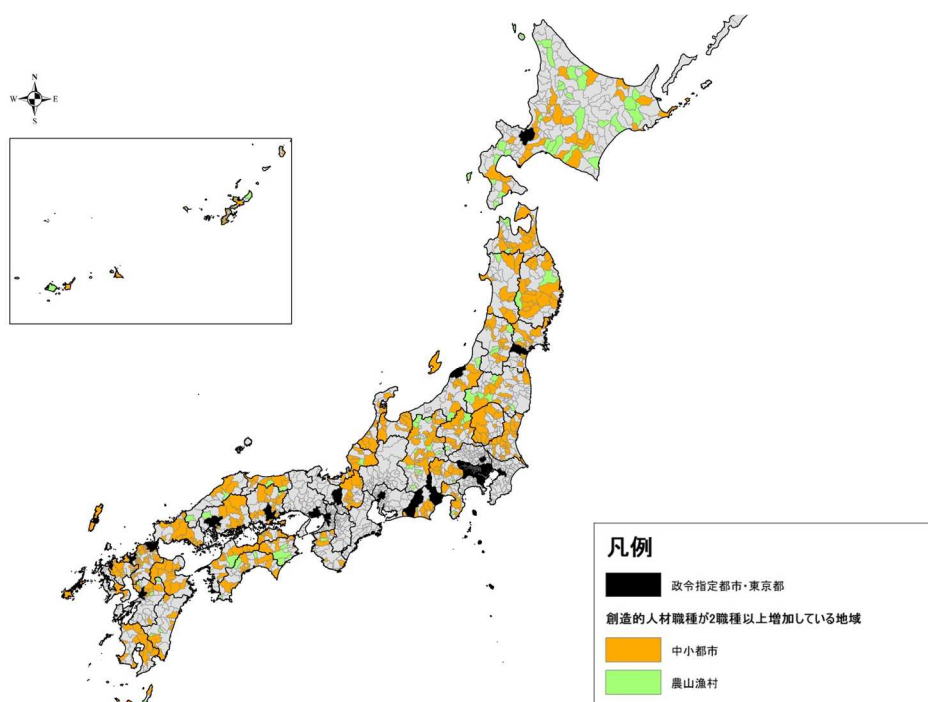 N
W E
S
凡例
政令指定都市・東京都
創造的人材職種が2職種以上増加している地域
中小都市
農山漁村